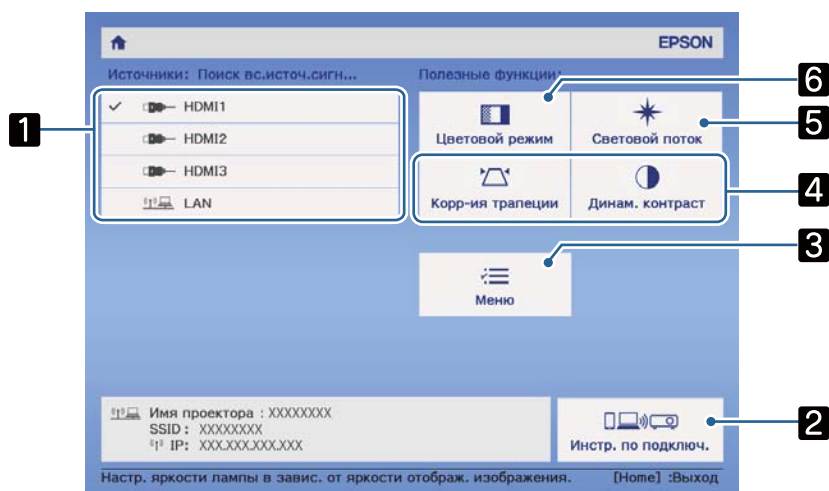 EPSON
Источники: Поиск вс.источ.сигн...
Полезные функции:
1
HDMI1
HDMI2
HDMI3
LAN
6
Цветовой режим
Световой поток
5
Корр-ия трапеции
Динам. контраст
4
3
Меню
Имя проектора : XXXXXXXX
SSID : XXXXXXXX
IP: XXX.XXX.XXX.XXX
Инстр. по подключ.
2
Настр. яркости лампы в завис. от яркости отображ. изображения.
[Home] :Выход